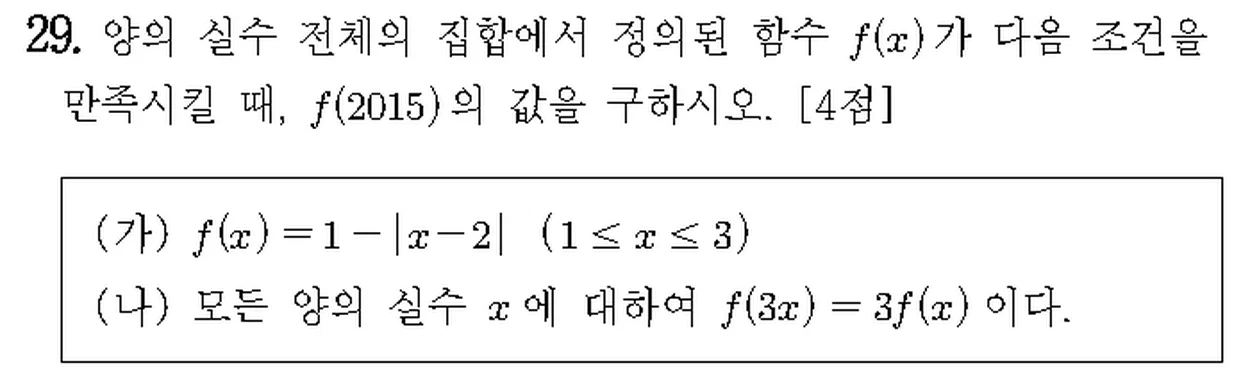 29. 양의 실수 전체의 집합에서 정의된 함수 f(x)가 다음 조건을
만족시킬 때, f(2015)의 값을 구하시오. [4점]
(가) f(x)=1-|x-2| (1≤x≤3)
(나) 모든 양의 실수 x에 대하여 f(3x)=3f(x)이다.